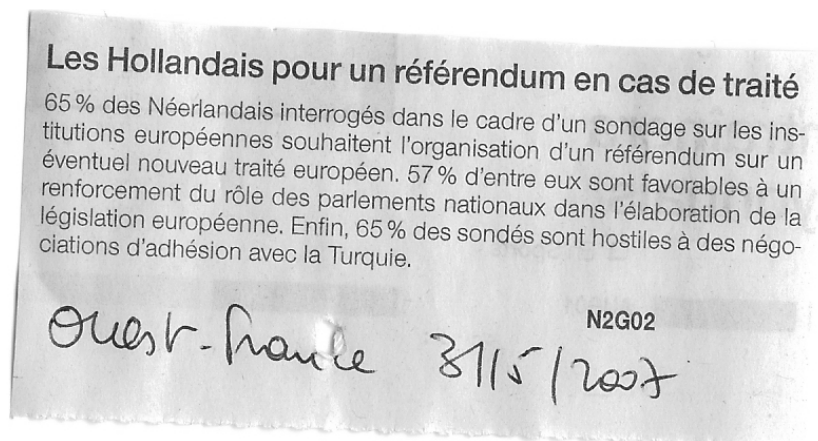 Les Hollandais pour un référendum en cas de traité
65 % des Néerlandais interrogés dans le cadre d'un sondage sur les ins-
titutions européennes souhaitent l'organisation d'un référendum sur un
éventuel nouveau traité européen. 57 % d'entre eux sont favorables à un
renforcement du rôle des parlements nationaux dans l'élaboration de la
législation européenne. Enfin, 65 % des sondés sont hostiles à des négo-
ciations d'adhésion avec la Turquie.
N2G02
Ouest-France 31/5/2007